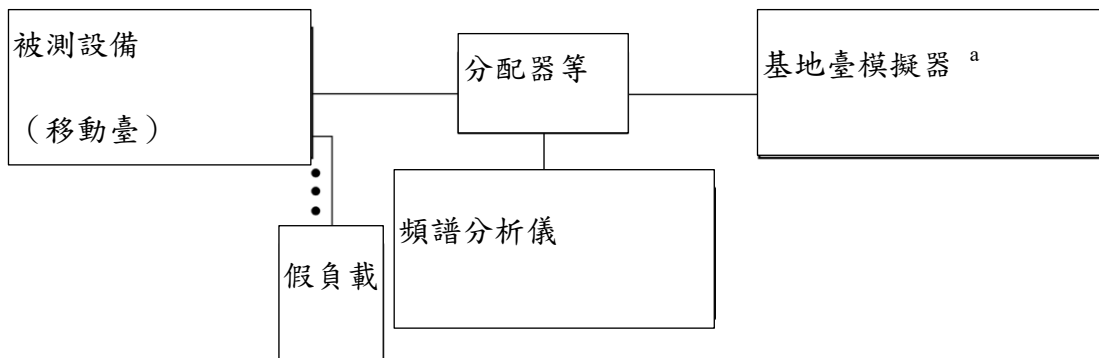 被測設備
（移動臺）
分配器等
基地臺模擬器 a
頻譜分析儀
假負載